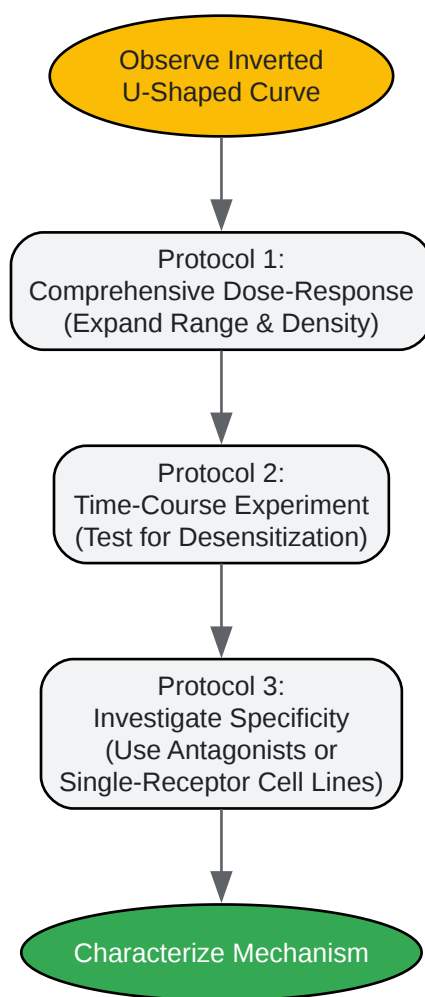 Observe Inverted
U-Shaped Curve
Protocol 1:
Comprehensive Dose-Response
(Expand Range & Density)
Protocol 2:
Time-Course Experiment
(Test for Desensitization)
Protocol 3:
Investigate Specificity
(Use Antagonists or
Single-Receptor Cell Lines)
Characterize Mechanism